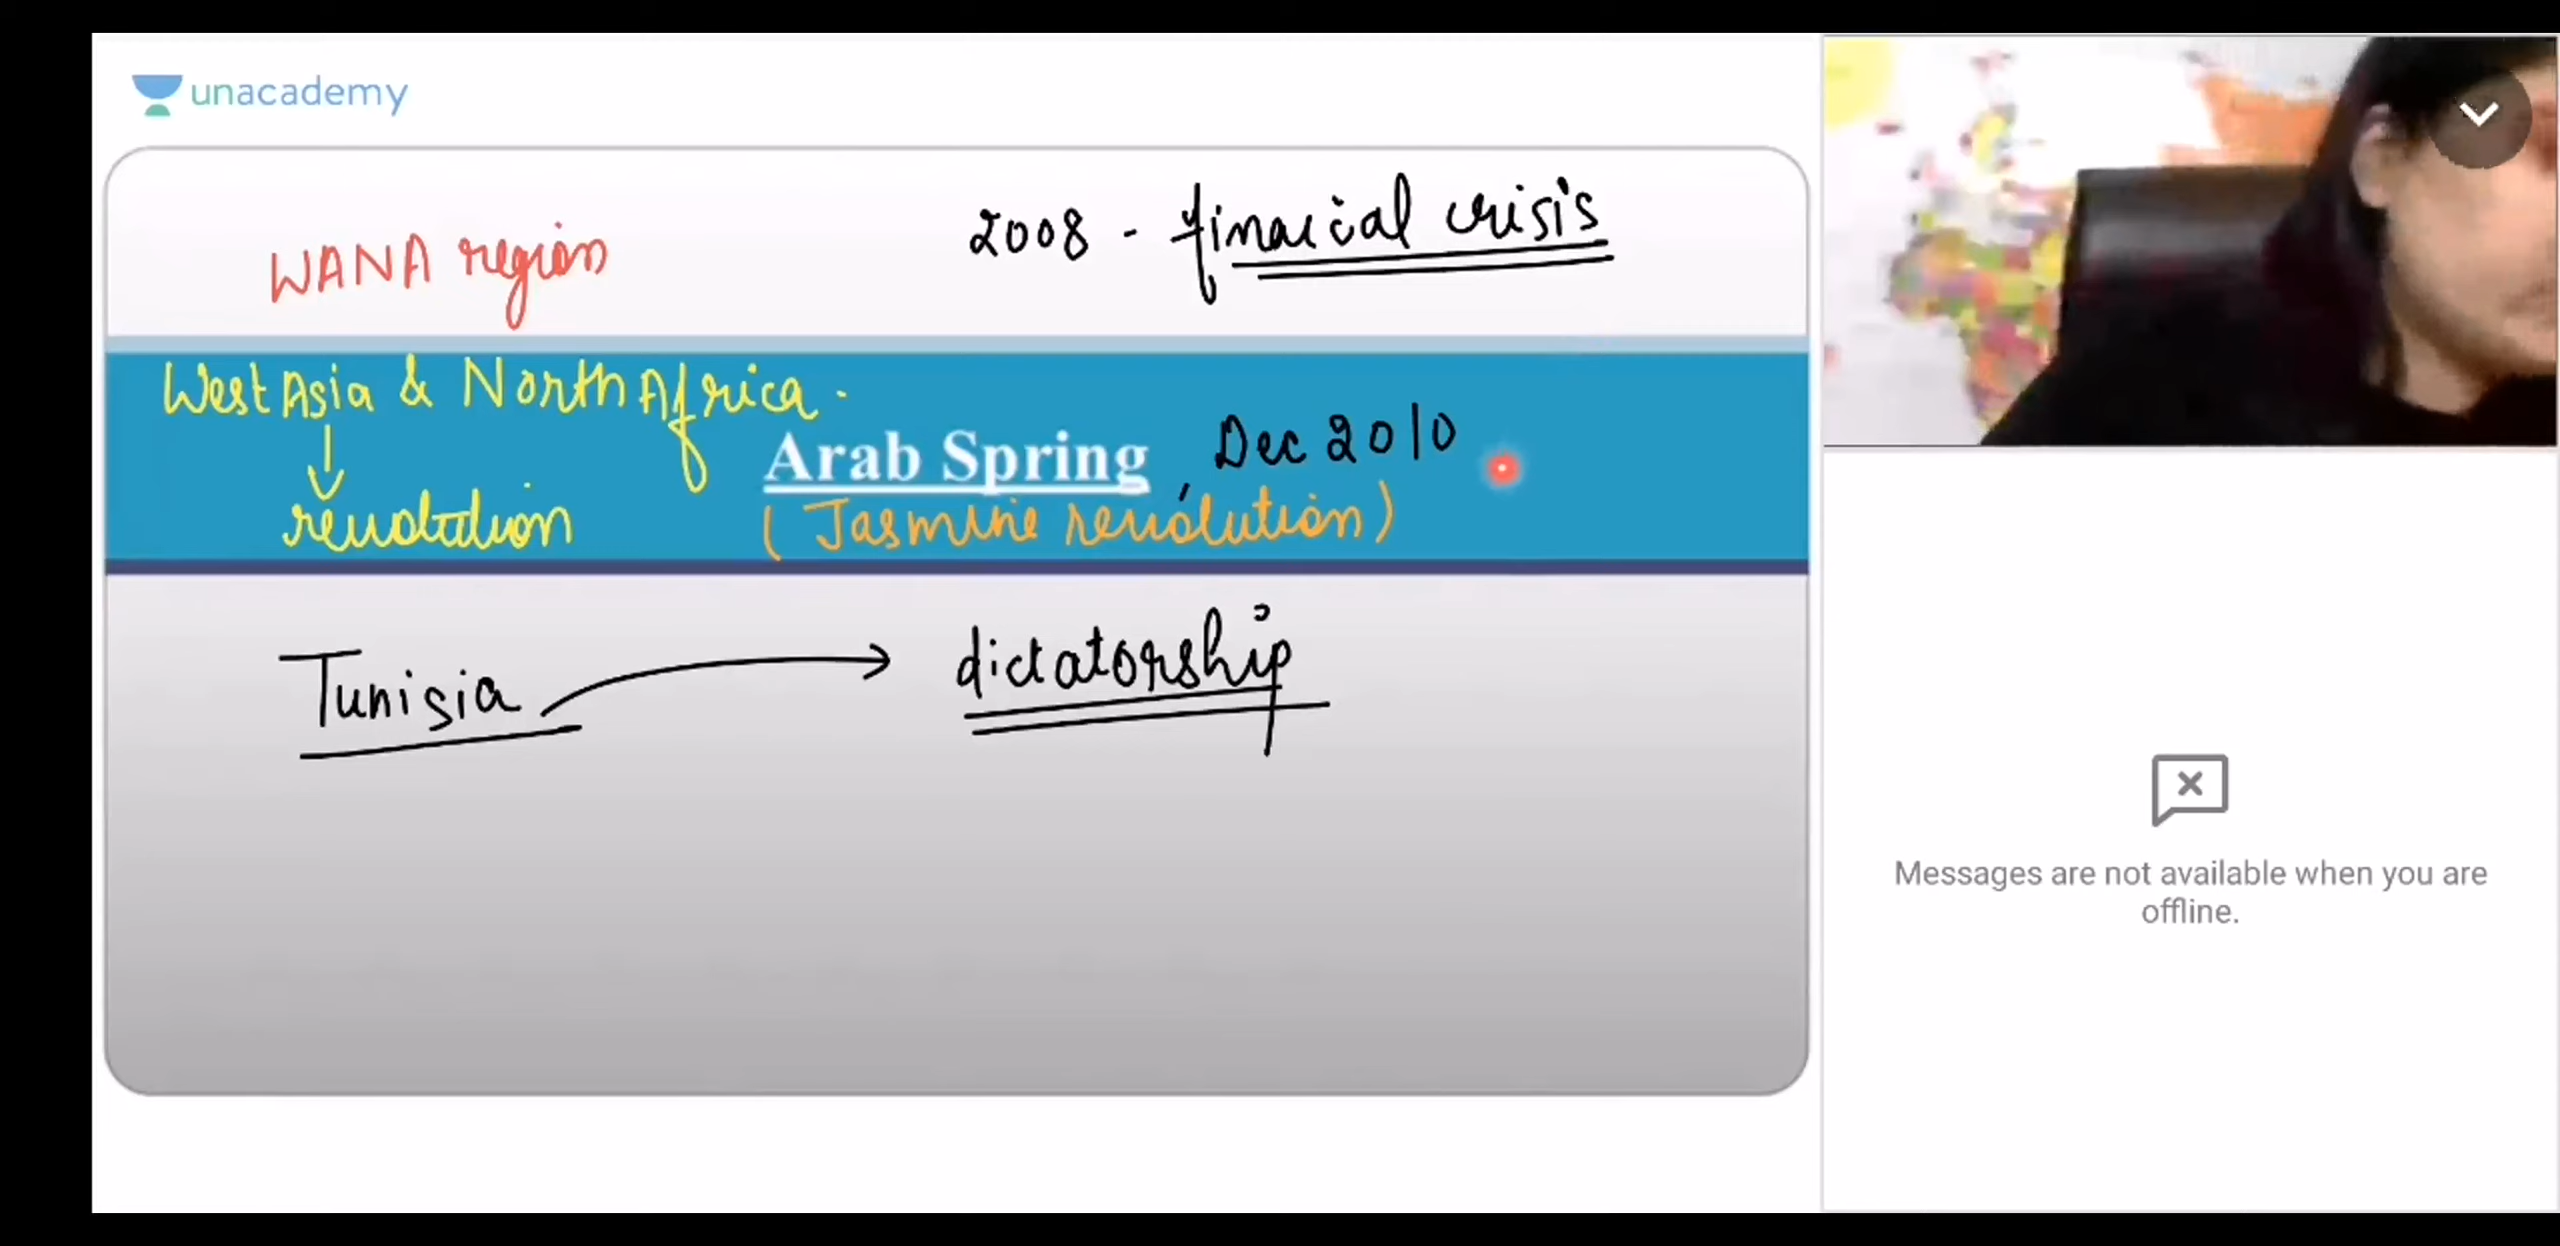 unacademy
WANA region
2008 - financial crisis
West Asia & North Africa.
Arab Spring, Dec 2010
revolution
(Jasmine revolution)
Tunisia → dictatorship
Messages are not available when you are
offline.